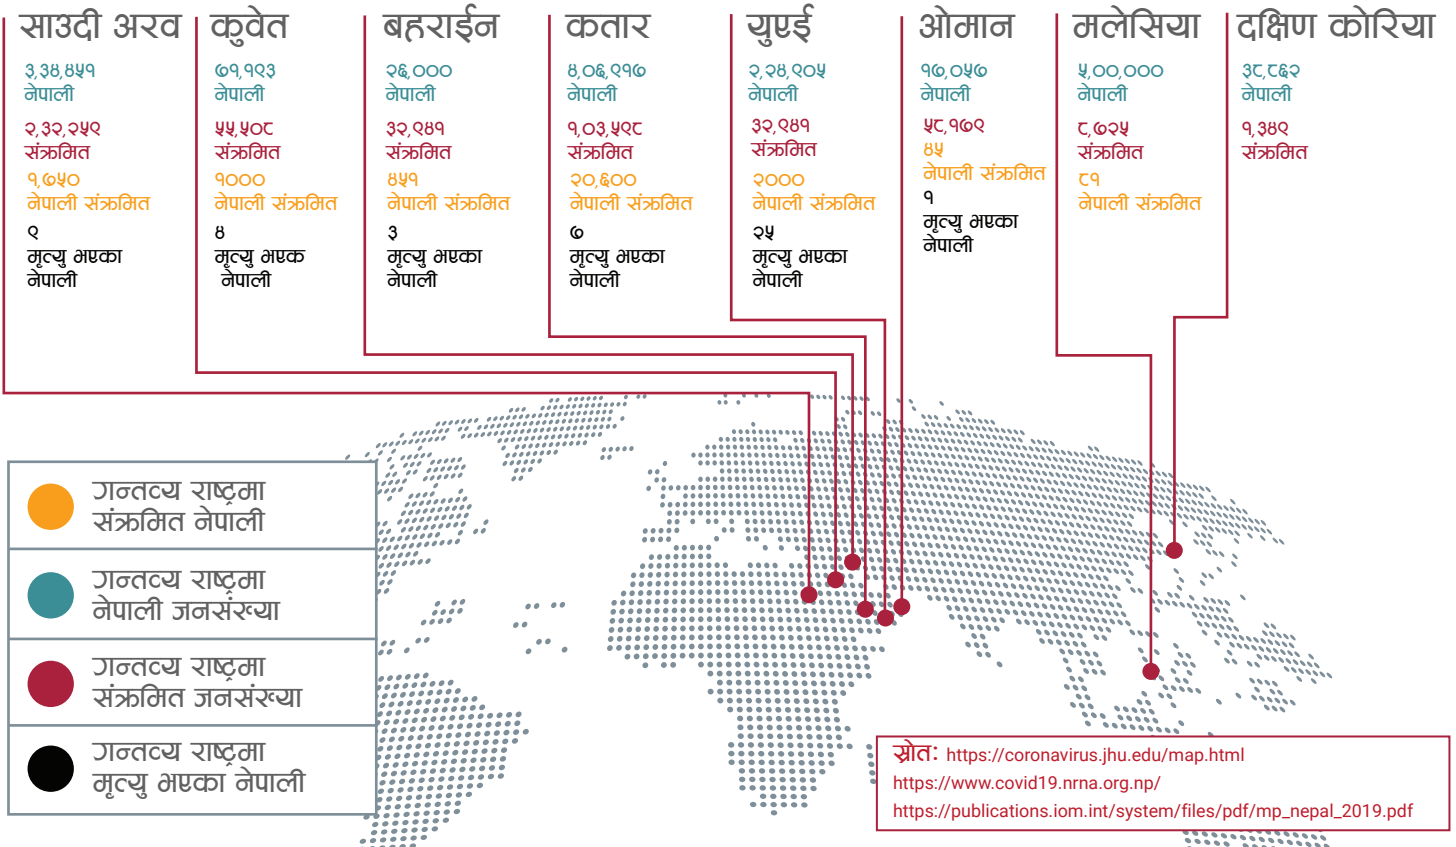 साउदी अरव
३,३४,४५१
नेपाली
२,३२,२५९
संक्रमित
१,७५०
नेपाली संक्रमित
९
मृत्यु भएका
नेपाली
कुवेत
७१,१९३
नेपाली
५५,५०८
संक्रमित
१०००
नेपाली संक्रमित
४
मृत्यु भएक
नेपाली
बहराईन
२६,०००
नेपाली
३२,९४१
संक्रमित
४५१
नेपाली संक्रमित
३
मृत्यु भएका
नेपाली
कतार
४,०६,९१७
नेपाली
१,०३,५९८
संक्रमित
२०,६००
नेपाली संक्रमित
७
मृत्यु भएका
नेपाली
युएई
२,२४,९०५
नेपाली
३२,९४१
संक्रमित
२०००
नेपाली संक्रमित
२५
मृत्यु भएका
नेपाली
ओमान
१७,०५७
नेपाली
५८,१७९
४५
नेपाली संक्रमित
१
मृत्यु भएका
नेपाली
मलेसिया
५,००,०००
नेपाली
८,७२५
संक्रमित
८१
नेपाली संक्रमित
दक्षिण कोरिया
३८,८६२
नेपाली
१,३४९
संक्रमित
गन्तव्य राष्ट्रमा
संक्रमित नेपाली
गन्तव्य राष्ट्रमा
नेपाली जनसंख्या
गन्तव्य राष्ट्रमा
संक्रमित जनसंख्या
गन्तव्य राष्ट्रमा
मृत्यु भएका नेपाली
स्रोत: https://coronavirus.jhu.edu/map.html
https://www.covid19.nrna.org.np/
https://publications.iom.int/system/files/pdf/mp_nepal_2019.pdf